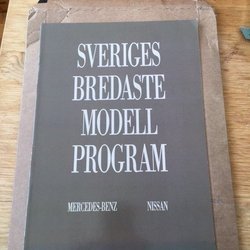 SVERIGES
BREDASTE
MODELL
PROGRAM
MERCEDES-BENZ NISSAN